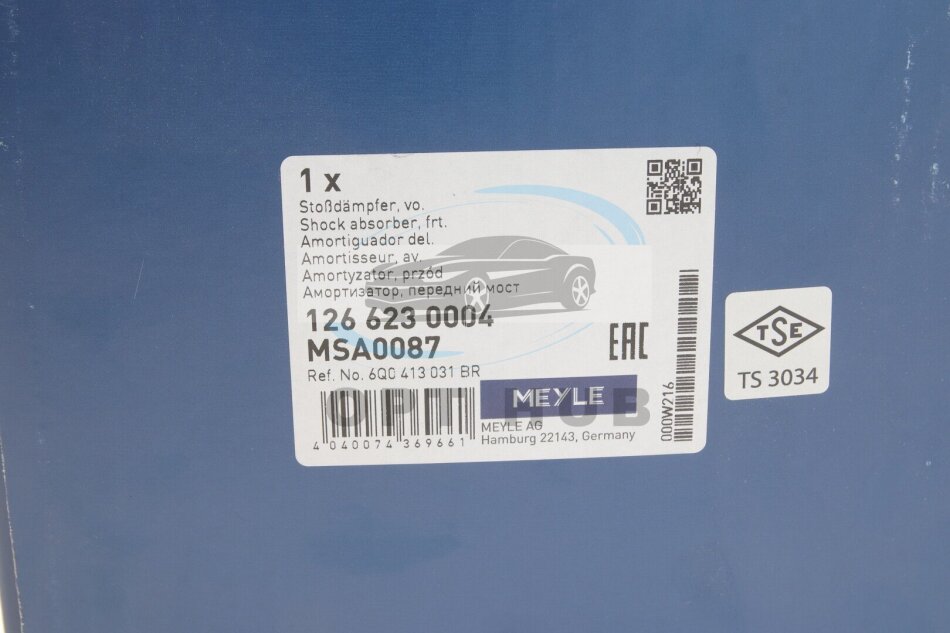 1 x
Stoßdämpfer, vo.
Shock absorber, frt.
Amortiguador del.
Amortisseur, av.
Amortyzator, przód
Амортизатор, передний мост
126 623 0004
MSA0087
Ref. No. 6Q0 413 031 BR
EAC
MEYLE
OPT HUB
MEYLE AG
Hamburg 22143, Germany
4 040074 369661
000W216
TSE
TS 3034